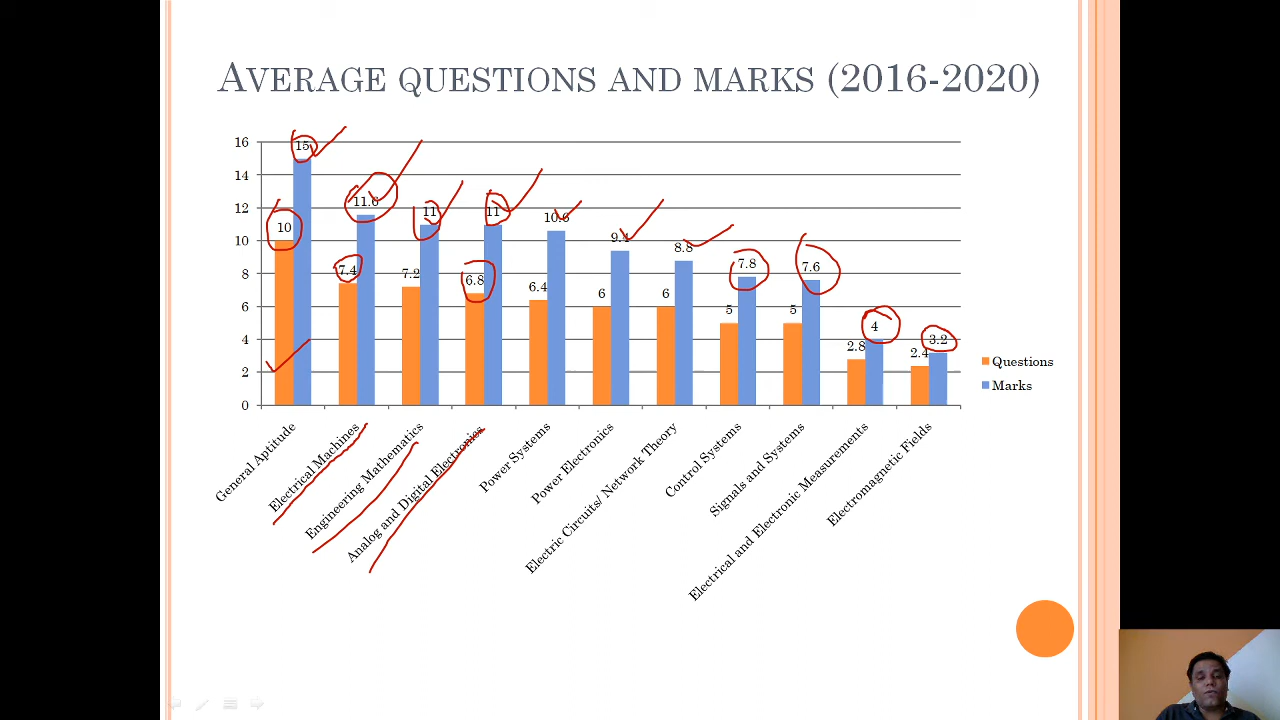 AVERAGE QUESTIONS AND MARKS (2016-2020)
16
14
12
10
8
6
4
2
0
10
15
7.4
11.6
7.2
11
6.8
11
6.4
10.6
6
9.4
6
8.8
5
7.8
5
7.6
2.8
4
2.4
3.2
General Aptitude
Electrical Machines
Engineering Mathematics
Analog and Digital Electronics
Power Systems
Power Electronics
Electric Circuits/ Network Theory
Control Systems
Signals and Systems
Electrical and Electronic Measurements
Electromagnetic Fields
Questions
Marks